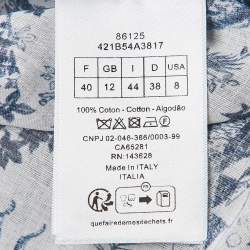 86125
421B54A3817
F GB I D USA
40 12 44 38 8
100% Coton - Cotton - Algodão
CNPJ 02-046-366/0003-99
CA65281
RN: 143628
Made In ITALY
ITALIA
FR
quefairedemesdechets.fr